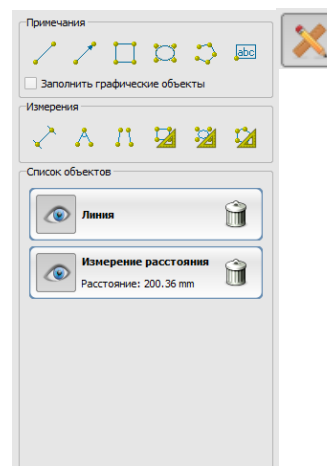 Примечания
abc
Заполнить графические объекты
Измерения
Список объектов
Линия
Измерение расстояния
Расстояние: 200.36 mm